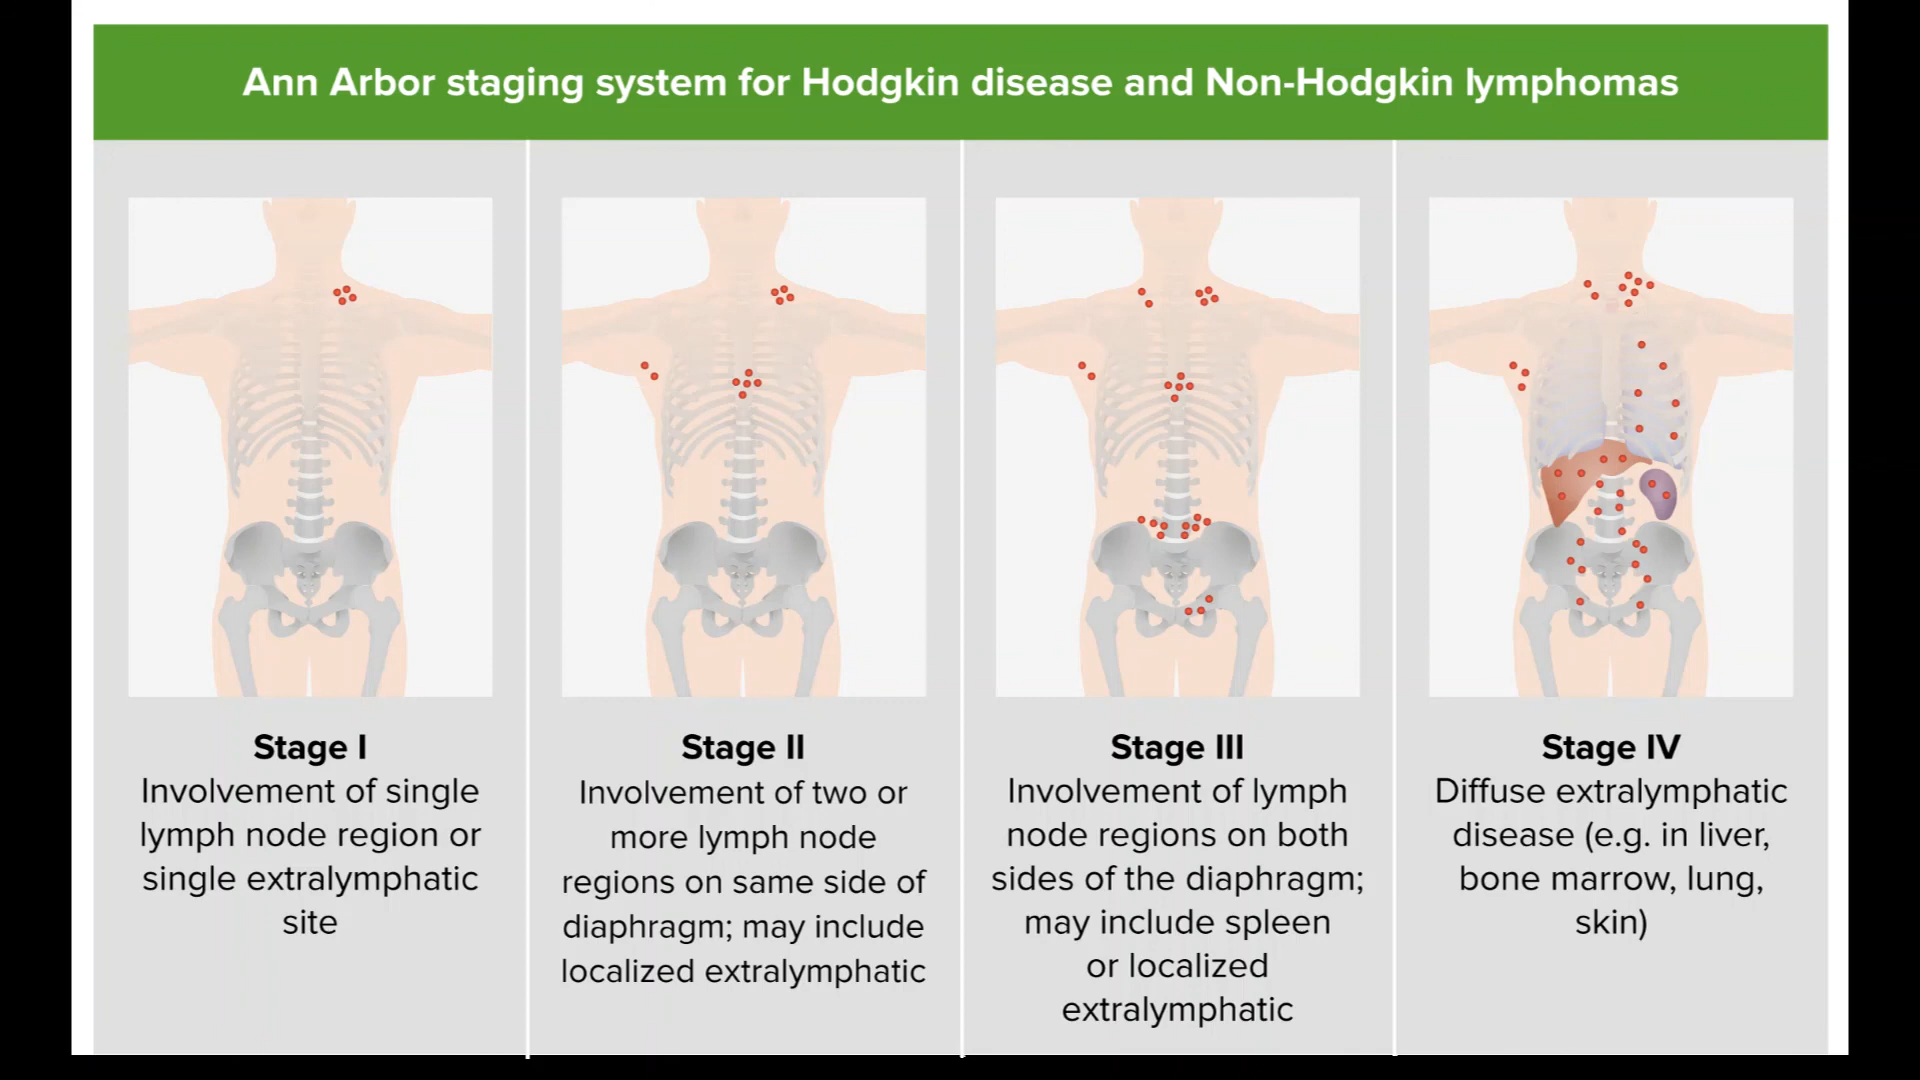 Ann Arbor staging system for Hodgkin disease and Non-Hodgkin lymphomas
Stage I
Involvement of single
lymph node region or
single extralymphatic
site
Stage II
Involvement of two or
more lymph node
regions on same side of
diaphragm; may include
localized extralymphatic
Stage III
Involvement of lymph
node regions on both
sides of the diaphragm;
may include spleen
or localized
extralymphatic
Stage IV
Diffuse extralymphatic
disease (e.g. in liver,
bone marrow, lung,
skin)